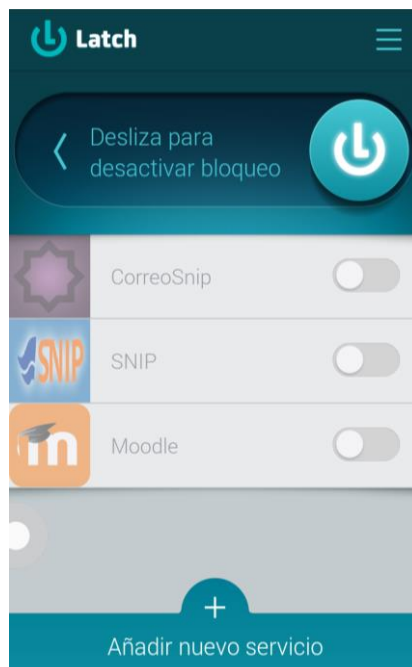 Latch
Desliza para
desactivar bloqueo
CorreoSnip
SNIP
SNIP
m
Moodle
+
Añadir nuevo servicio